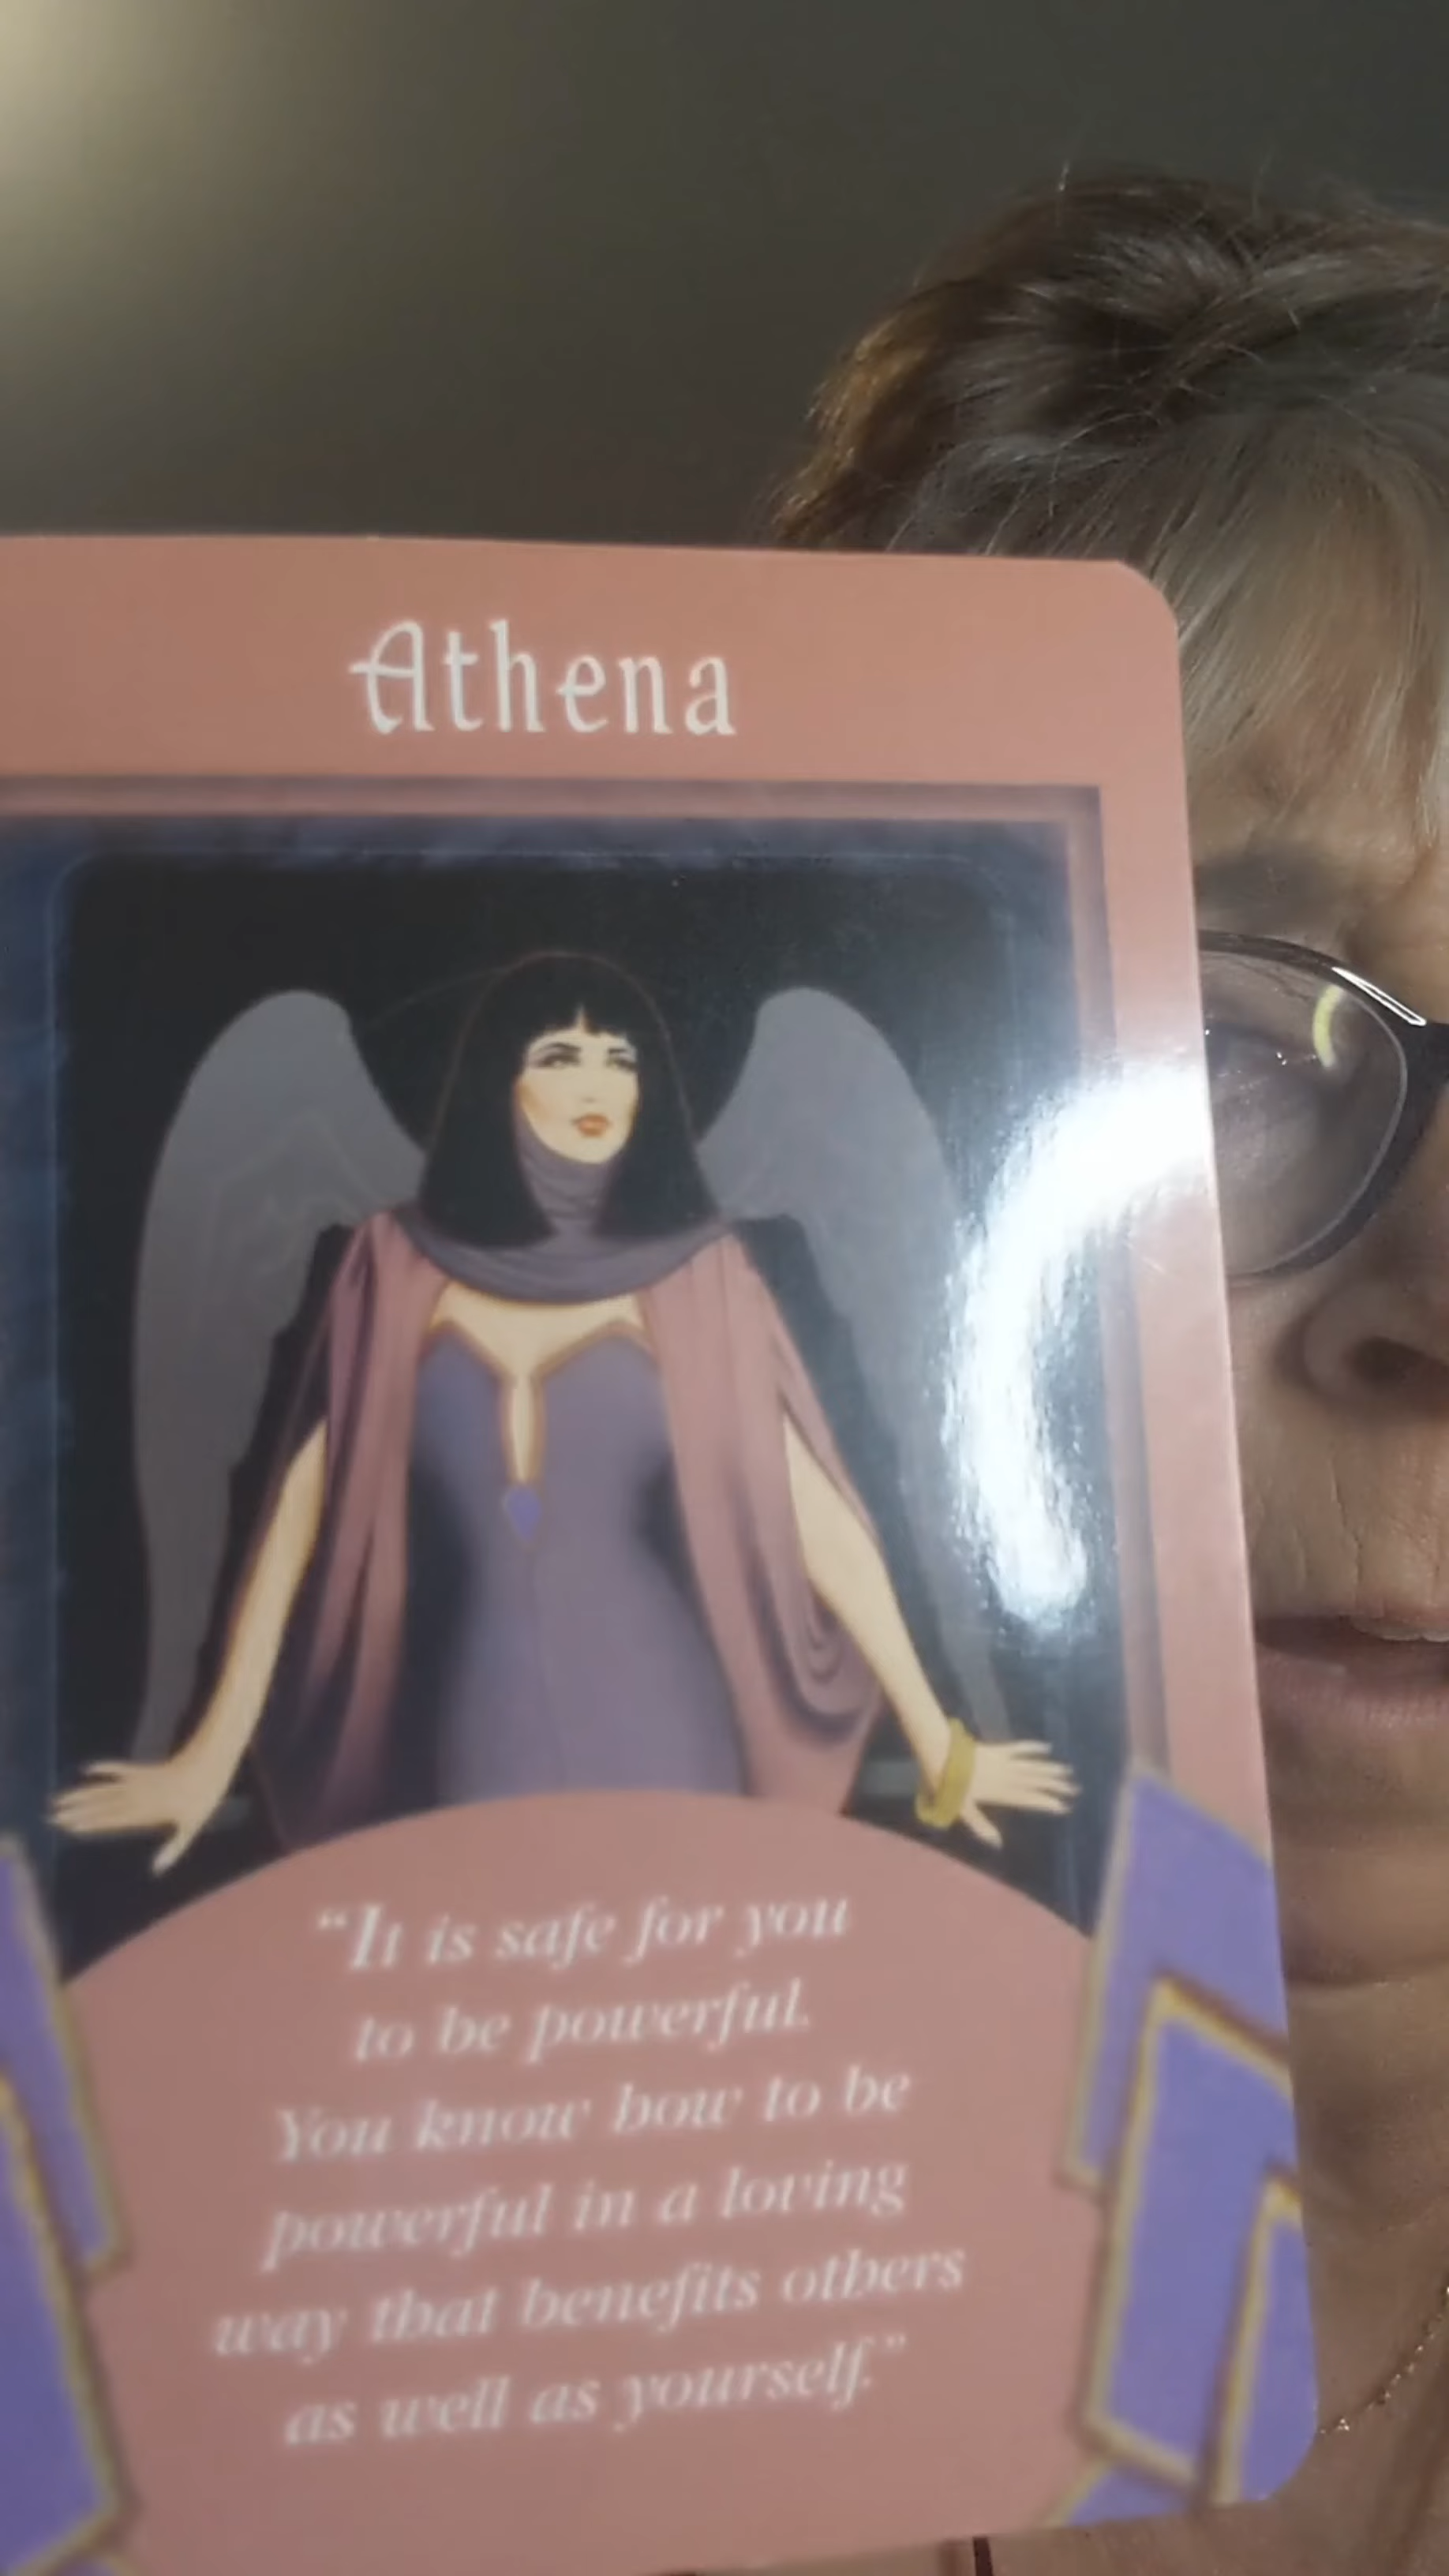 Athena
“It is safe for you
to be powerful.
You know how to be
powerful in a loving
way that benefits others
as well as yourself.”